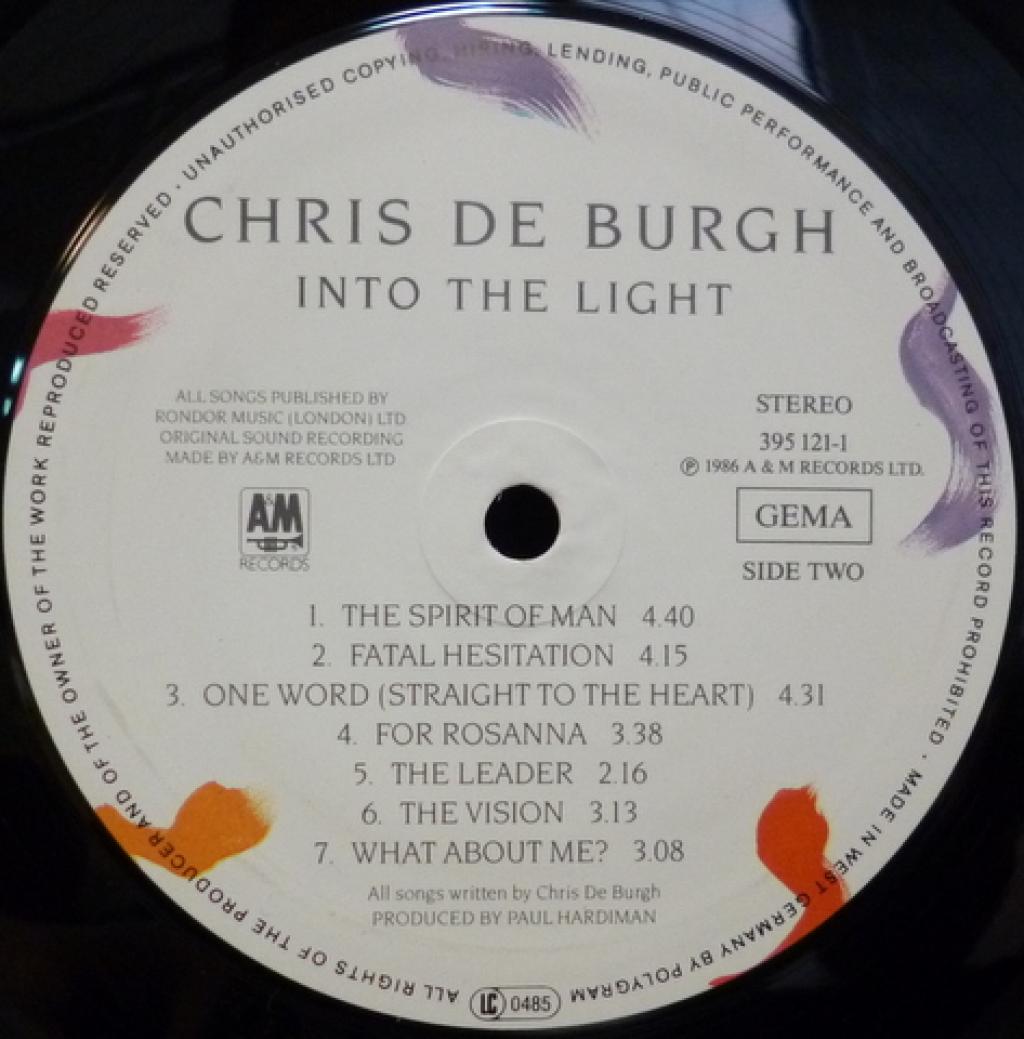 ALL RIGHTS OF THE PRODUCER AND OF THE OWNER OF THE WORK REPRODUCED RESERVED · UNAUTHORISED COPYING, HIRING, LENDING, PUBLIC PERFORMANCE AND BROADCASTING OF THIS RECORD PROHIBITED · MADE IN WEST GERMANY BY POLYGRAM
CHRIS DE BURGH
INTO THE LIGHT
ALL SONGS PUBLISHED BY
RONDOR MUSIC (LONDON) LTD
ORIGINAL SOUND RECORDING
MADE BY A&M RECORDS LTD
A&M
RECORDS
STEREO
395 121-1
℗ 1986 A & M RECORDS LTD.
GEMA
SIDE TWO
1. THE SPIRIT OF MAN 4.40
2. FATAL HESITATION 4.15
3. ONE WORD (STRAIGHT TO THE HEART) 4.31
4. FOR ROSANNA 3.38
5. THE LEADER 2.16
6. THE VISION 3.13
7. WHAT ABOUT ME? 3.08
All songs written by Chris De Burgh
PRODUCED BY PAUL HARDIMAN
LC 0485